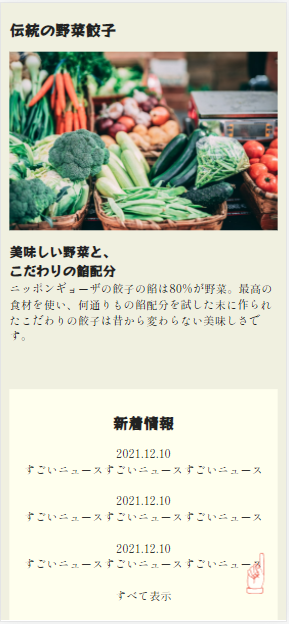 伝統の野菜餃子
美味しい野菜と、
こだわりの餡配分
ニッポンギョーザの餃子の餡は80%が野菜。最高の
食材を使い、何通りもの餡配分を試した末に作られ
たこだわりの餃子は昔から変わらない美味しさで
す。
新着情報
2021.12.10
すごいニュースすごいニュースすごいニュース
2021.12.10
すごいニュースすごいニュースすごいニュース
2021.12.10
すごいニュースすごいニュースすごいニュース
すべて表示